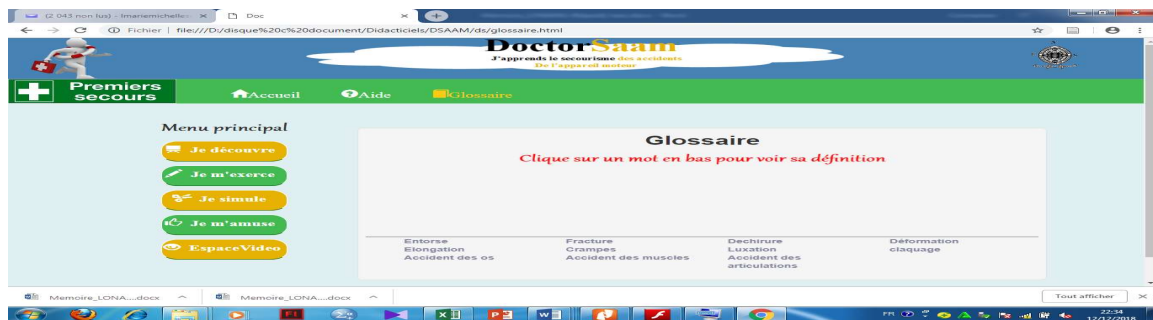 (2 043 non lus) - lmariemichelle
Doc
Fichier | file:///D:/disque%20c%20document/Didacticiels/DSAAM/ds/glossaire.html
DoctorSaam
J'apprends le secourisme des accidents
De l'appareil moteur
Premiers
secours
Accueil
Aide
Glossaire
Menu principal
Je découvre
Je m'exerce
Je simule
Je m'amuse
EspaceVideo
Glossaire
Clique sur un mot en bas pour voir sa définition
Entorse Fracture Dechirure Déformation
Elongation Crampes Luxation claquage
Accident des os Accident des muscles Accident des
articulations
Memoire_LONA....docx
Memoire_LONA....docx
Tout afficher
FR
22:34
12/12/2018